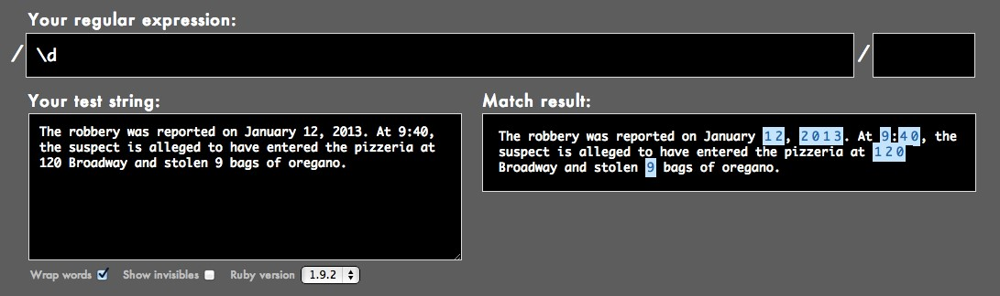 Your regular expression:
/ \d /
Your test string:
The robbery was reported on January 12, 2013. At 9:40,
the suspect is alleged to have entered the pizzeria at
120 Broadway and stolen 9 bags of oregano.
Match result:
The robbery was reported on January 12, 2013. At 9:40, the
suspect is alleged to have entered the pizzeria at 120
Broadway and stolen 9 bags of oregano.
Wrap words Show invisibles Ruby version 1.9.2